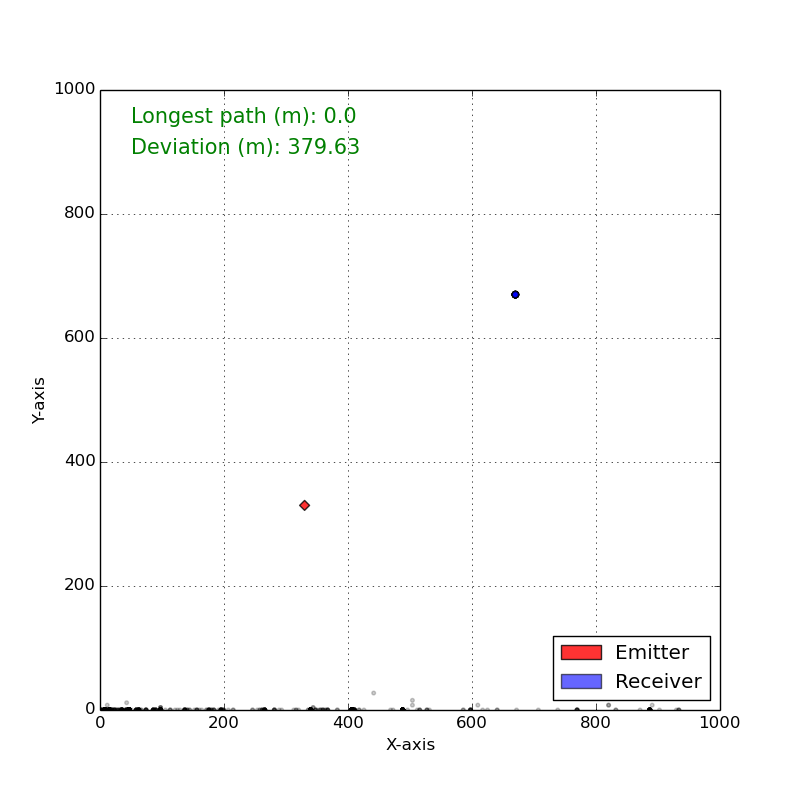 Longest path (m): 0.0
Deviation (m): 379.63
1000
800
600
400
200
0
Y-axis
0 200 400 600 800 1000
X-axis
Emitter
Receiver